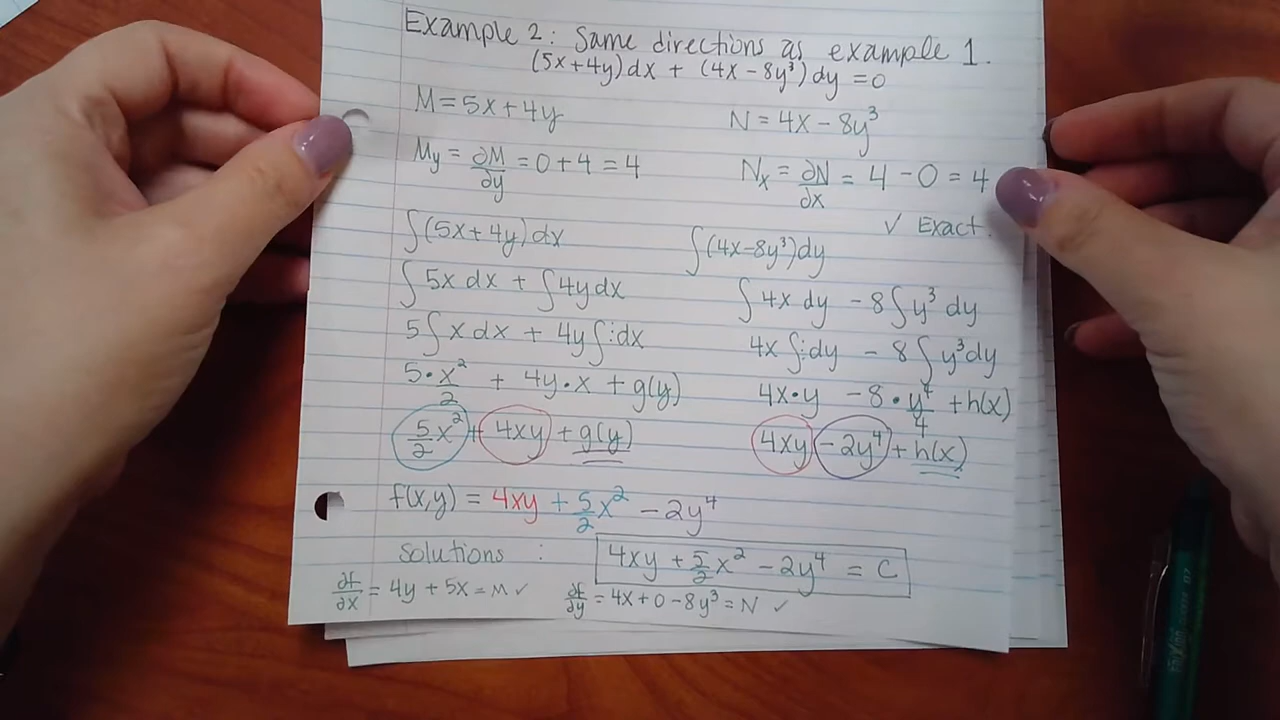 Example 2: Same directions as example 1.
(5x+4y)dx + (4x-8y³)dy =0
M=5x+4y N = 4x-8y³
My = ∂M/∂y = 0+4 = 4 Nx = ∂N/∂x = 4-0 = 4
✓ Exact.
∫(5x+4y)dx ∫(4x-8y³)dy
∫5x dx + ∫4y dx ∫4x dy - 8∫y³ dy
5∫x dx + 4y∫:dx 4x∫:dy - 8∫y³dy
5•x²/2 + 4y•x + g(y) 4x•y - 8•y⁴/4 + h(x)
5/2x² + 4xy + g(y) 4xy - 2y⁴ + h(x)
f(x,y) = 4xy + 5/2x² - 2y⁴
Solutions : 4xy + 5/2x² - 2y⁴ = C
∂f/∂x = 4y + 5x = M ✓ ∂f/∂y = 4x+0-8y³ = N ✓